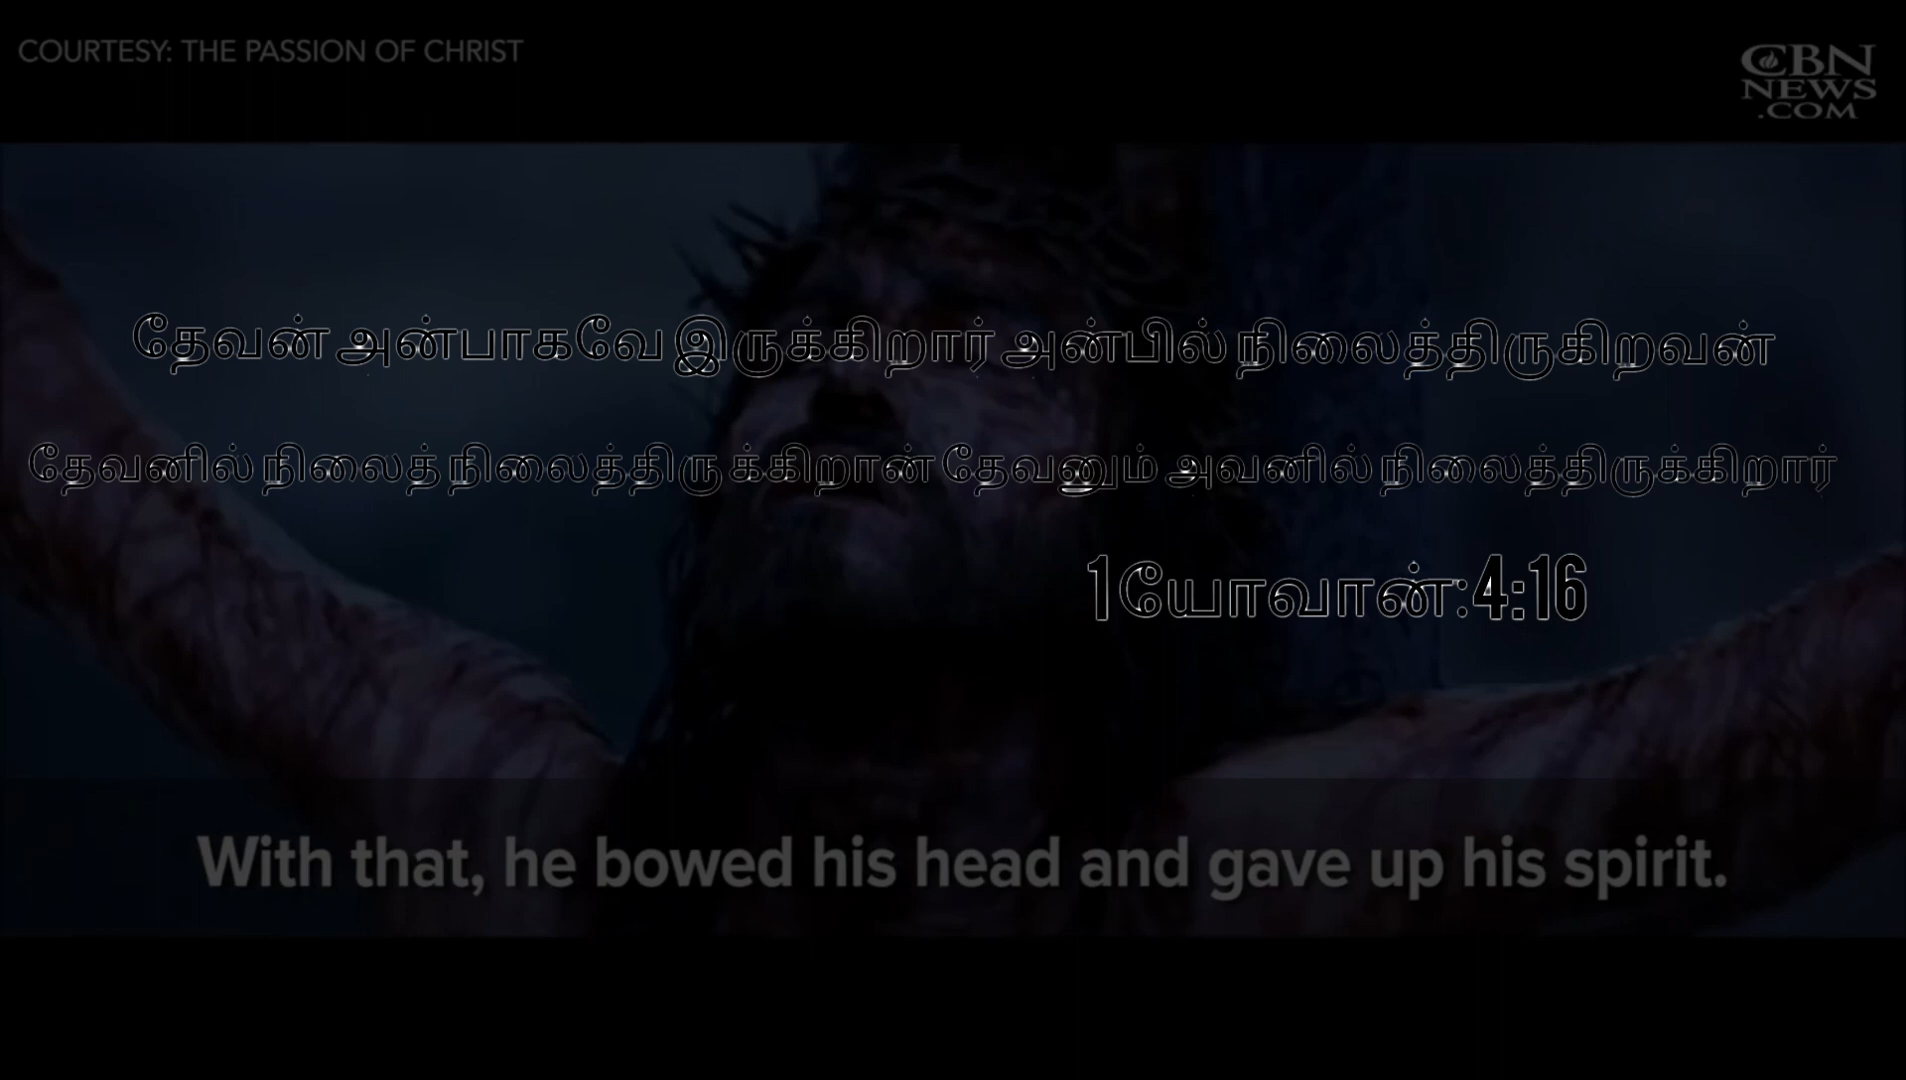 COURTESY: THE PASSION OF CHRIST
CBN
NEWS
.COM
தேவன் அன்பாகவே இருக்கிறார் அன்பில் நிலைத்திருகிறவன்
தேவனில் நிலைத் நிலைத்திரு க்கிறான் தேவனும் அவனில் நிலைத்திருக்கிறார்
1யோவான்:4:16
With that, he bowed his head and gave up his spirit.